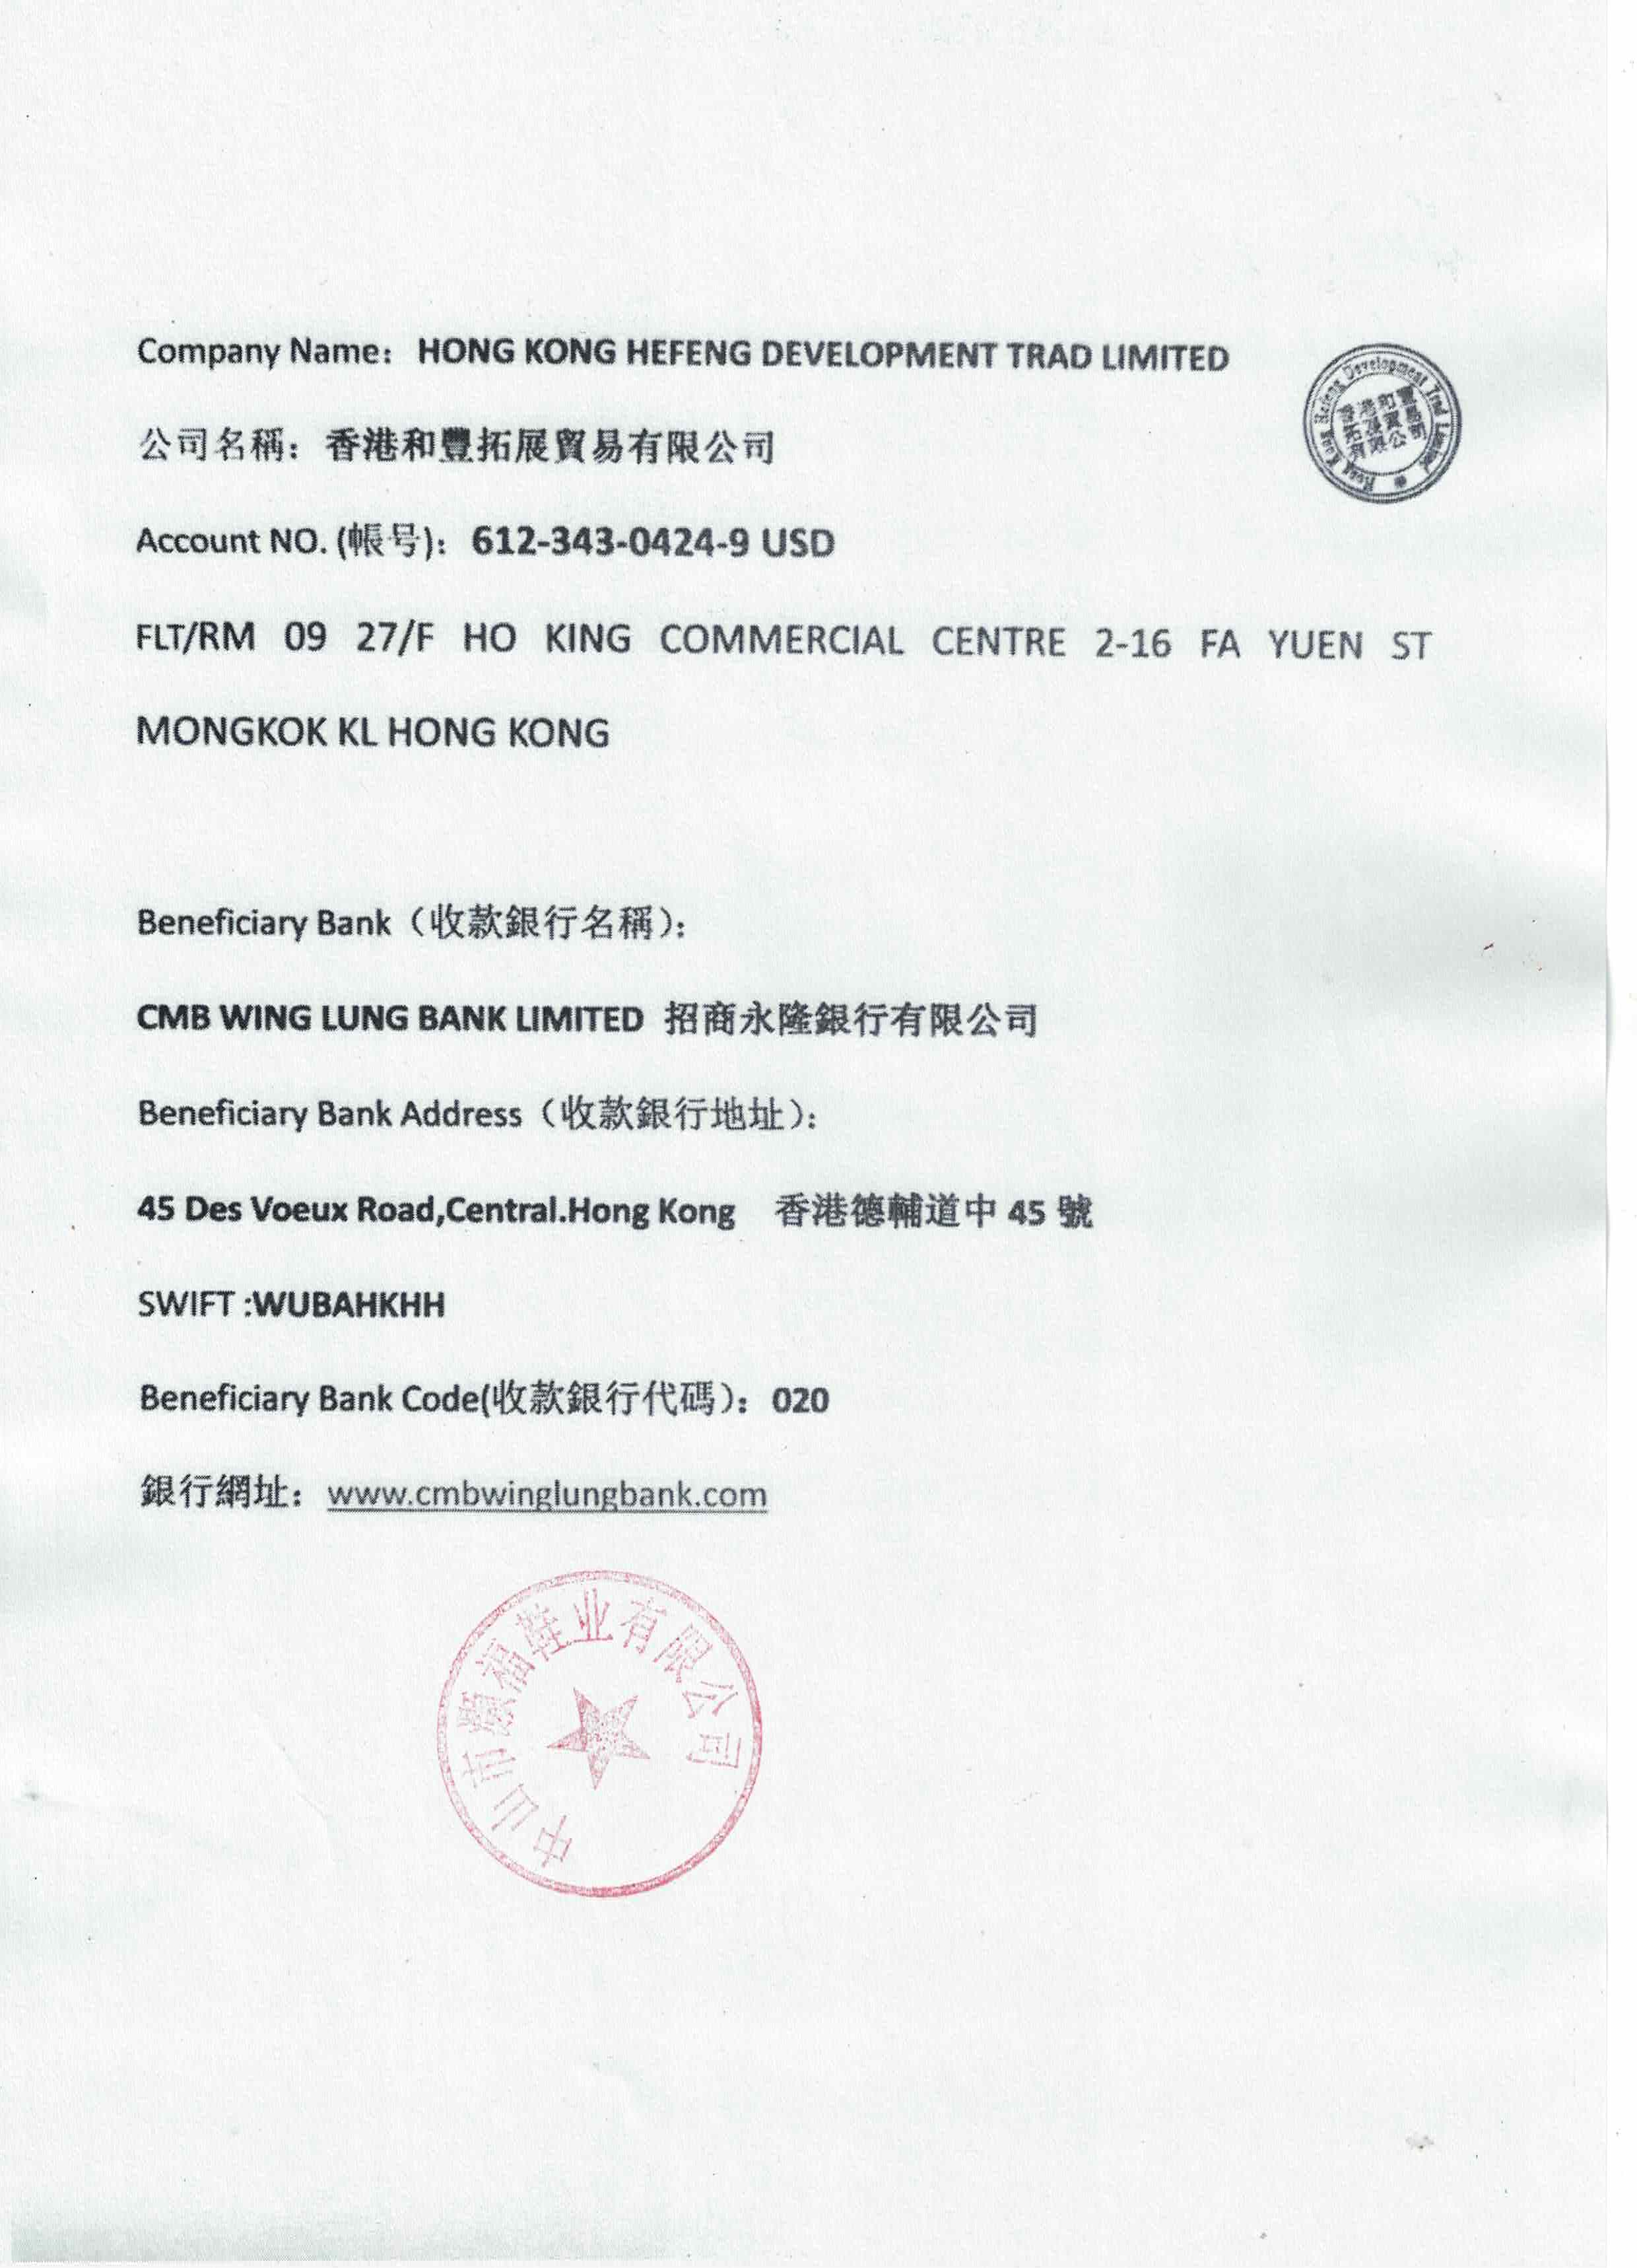 Company Name： HONG KONG HEFENG DEVELOPMENT TRAD LIMITED
公司名稱：香港和豐拓展貿易有限公司
Account NO. (帳号)：612-343-0424-9 USD
FLT/RM 09 27/F HO KING COMMERCIAL CENTRE 2-16 FA YUEN ST
MONGKOK KL HONG KONG
Hong Kong Hefeng Development Trad Limited
香港和豐
拓展貿易
有限公司
Beneficiary Bank（收款銀行名稱）：
CMB WING LUNG BANK LIMITED 招商永隆銀行有限公司
Beneficiary Bank Address（收款銀行地址）：
45 Des Voeux Road,Central.Hong Kong 香港德輔道中 45 號
SWIFT :WUBAHKHH
Beneficiary Bank Code(收款銀行代碼）：020
銀行網址：www.cmbwinglungbank.com
中山市 福鞋业有限公司